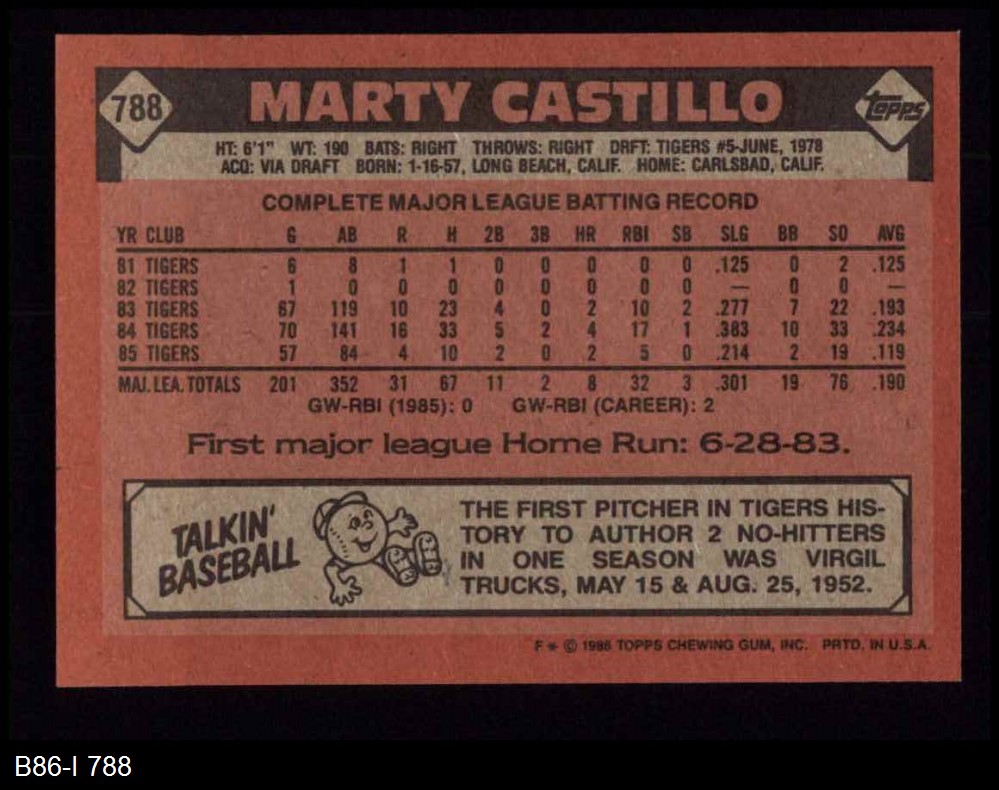 788 MARTY CASTILLO topps
HT: 6'1" WT: 190 BATS: RIGHT THROWS: RIGHT DRFT: TIGERS #5-JUNE, 1978
ACQ: VIA DRAFT BORN: 1-16-57, LONG BEACH, CALIF. HOME: CARLSBAD, CALIF.
COMPLETE MAJOR LEAGUE BATTING RECORD
YR CLUB G AB R H 2B 3B HR RBI SB SLG BB SO AVG
81 TIGERS 6 8 1 1 0 0 0 0 0 .125 0 2 .125
82 TIGERS 1 0 0 0 0 0 0 0 0 — 0 0 —
83 TIGERS 67 119 10 23 4 0 2 10 2 .277 7 22 .193
84 TIGERS 70 141 16 33 5 2 4 17 1 .383 10 33 .234
85 TIGERS 57 84 4 10 2 0 2 5 0 .214 2 19 .119
MAJ. LEA. TOTALS 201 352 31 67 11 2 8 32 3 .301 19 76 .190
GW-RBI (1985): 0 GW-RBI (CAREER): 2
First major league Home Run: 6-28-83.
TALKIN'
BASEBALL
THE FIRST PITCHER IN TIGERS HIS-
TORY TO AUTHOR 2 NO-HITTERS
IN ONE SEASON WAS VIRGIL
TRUCKS, MAY 15 & AUG. 25, 1952.
F * © 1986 TOPPS CHEWING GUM, INC. PRTD. IN U.S.A.
B86-I 788